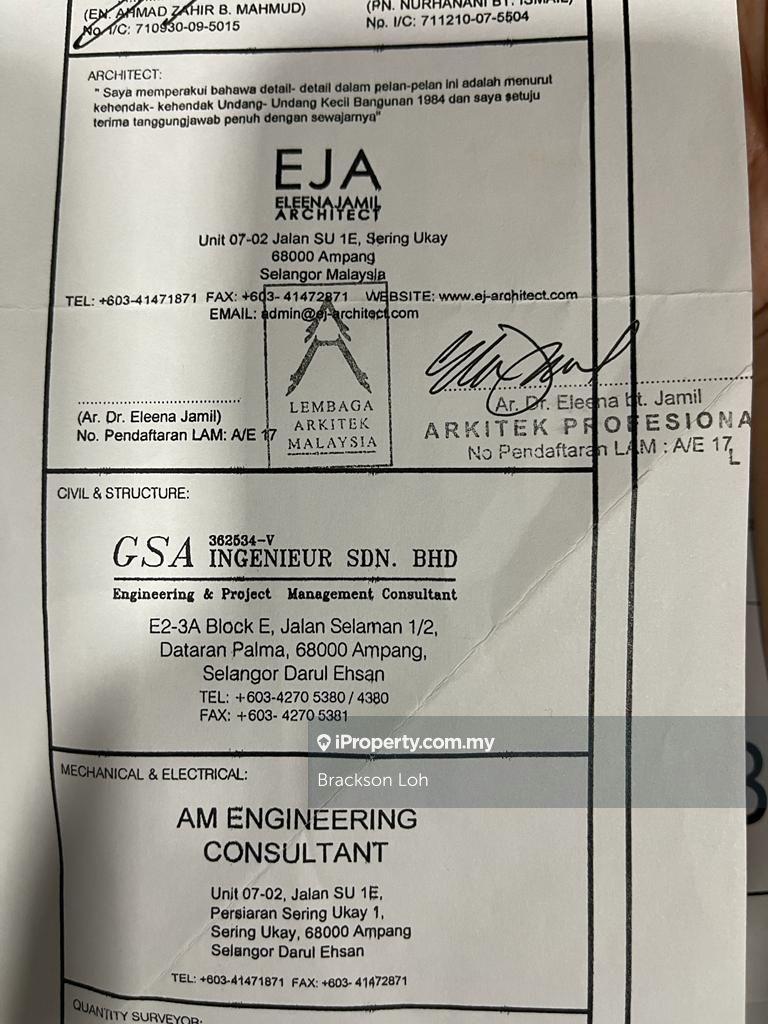 (EN. AHMAD ZAHIR B. MAHMUD)
No I/C: 710930-09-5015
(PN. NURHANANI BT. ISMAIL)
Np. I/C: 711210-07-5504
ARCHITECT:
" Saya memperakui bahawa detail- detail dalam pelan-pelan ini adalah menurut
kehendak- kehendak Undang- Undang Kecil Bangunan 1984 dan saya setuju
terima tanggungjawab penuh dengan sewajarnya"
EJA
ELEENAJAMIL
ARCHITECT
Unit 07-02 Jalan SU 1E, Sering Ukay
68000 Ampang
Selangor Malaysia
TEL: +603-41471871 FAX: +603- 41472871 WEBSITE: www.ej-architect.com
EMAIL: admin@ej-architect.com
(Ar. Dr. Eleena Jamil)
No. Pendaftaran LAM: A/E 17
LEMBAGA
ARKITEK
MALAYSIA
Ar. Dr. Eleena bt. Jamil
ARKITEK PROFESIONA
No Pendaftaran LAM : A/E 17
L
CIVIL & STRUCTURE:
GSA 362534-V
INGENIEUR SDN. BHD
Engineering & Project Management Consultant
E2-3A Block E, Jalan Selaman 1/2,
Dataran Palma, 68000 Ampang,
Selangor Darul Ehsan
TEL: +603-4270 5380 / 4380
FAX: +603- 4270 5381
iProperty.com.my
Brackson Loh
MECHANICAL & ELECTRICAL:
AM ENGINEERING
CONSULTANT
Unit 07-02, Jalan SU 1E,
Persiaran Sering Ukay 1,
Sering Ukay, 68000 Ampang
Selangor Darul Ehsan
TEL: +603-41471871 FAX: +603- 41472871
QUANTITY SURVEYOR: